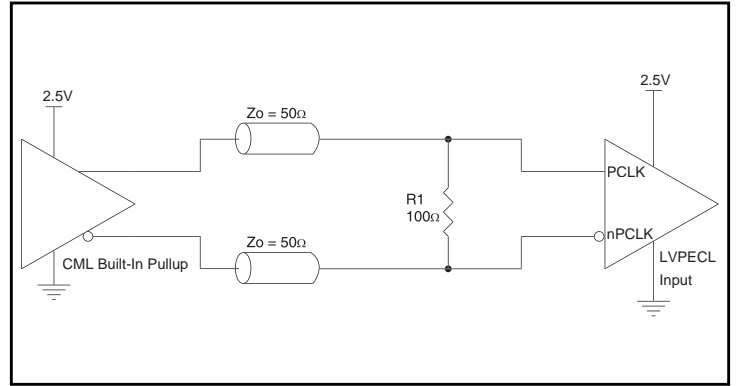 2.5V
2.5V
Zo = 50Ω
PCLK
R1
100Ω
nPCLK
Zo = 50Ω
CML Built-In Pullup
LVPECL
Input